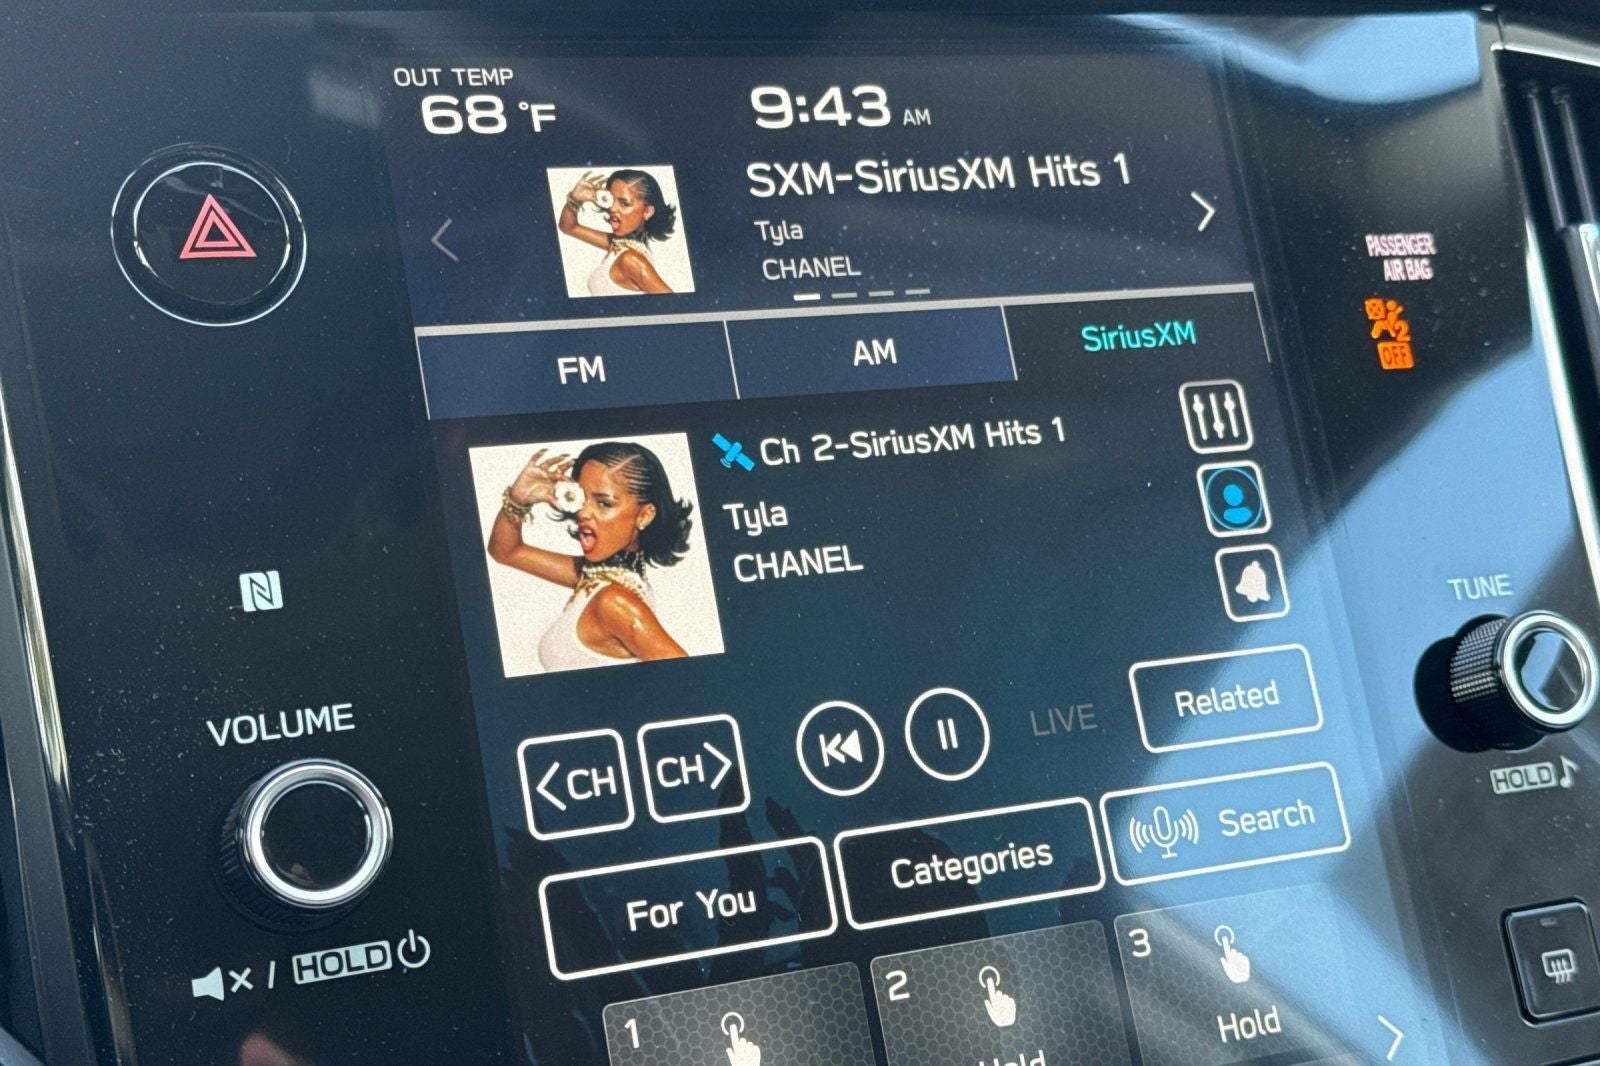 OUT TEMP
68 °F
9:43 AM
SXM-SiriusXM Hits 1
Tyla
CHANEL
PASSENGER
AIR BAG
2
OFF
FM
AM
SiriusXM
Ch 2-SiriusXM Hits 1
Tyla
CHANEL
N
TUNE
VOLUME
<CH
CH>
LIVE
Related
HOLD
For You
Categories
Search
/ HOLD
1
2
Hold
3
Hold